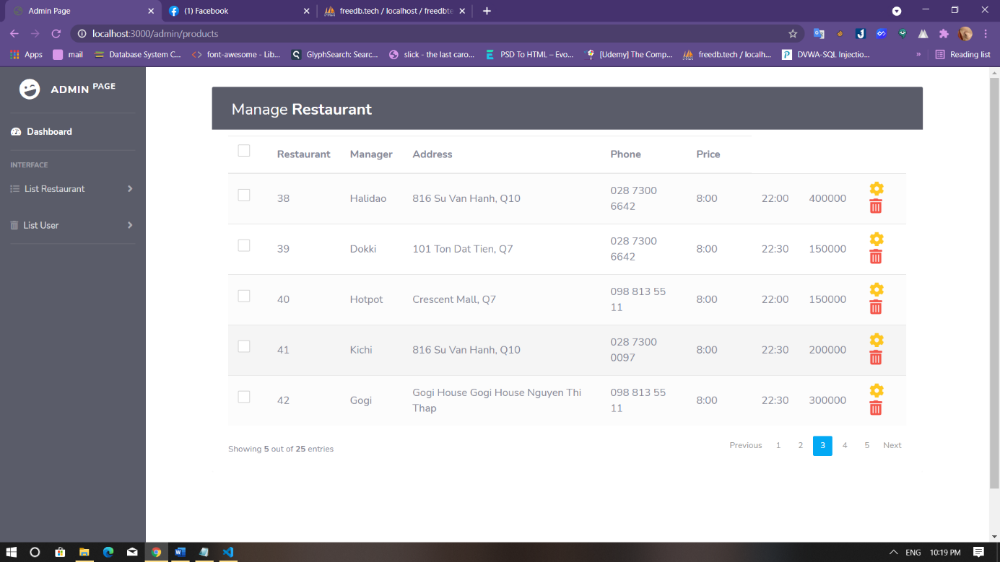 Admin Page
(1) Facebook
freedb.tech / localhost / freedbte
localhost:3000/admin/products
Apps
mail
Database System C...
font-awesome - Lib...
GlyphSearch: Searc...
slick - the last caro...
PSD To HTML – Evo...
[Udemy] The Comp...
freedb.tech / localh...
DVWA-SQL Injectio...
»
Reading list
ADMIN PAGE
Dashboard
INTERFACE
List Restaurant
List User
Manage Restaurant
Restaurant Manager Address Phone Price
38 Halidao 816 Su Van Hanh, Q10 028 7300 8:00 22:00 400000
6642
39 Dokki 101 Ton Dat Tien, Q7 028 7300 8:00 22:30 150000
6642
40 Hotpot Crescent Mall, Q7 098 813 55 8:00 22:00 150000
11
41 Kichi 816 Su Van Hanh, Q10 028 7300 8:00 22:30 200000
0097
42 Gogi Gogi House Gogi House Nguyen Thi 098 813 55 8:00 22:30 300000
Thap 11
Showing 5 out of 25 entries
Previous 1 2 3 4 5 Next
ENG 10:19 PM